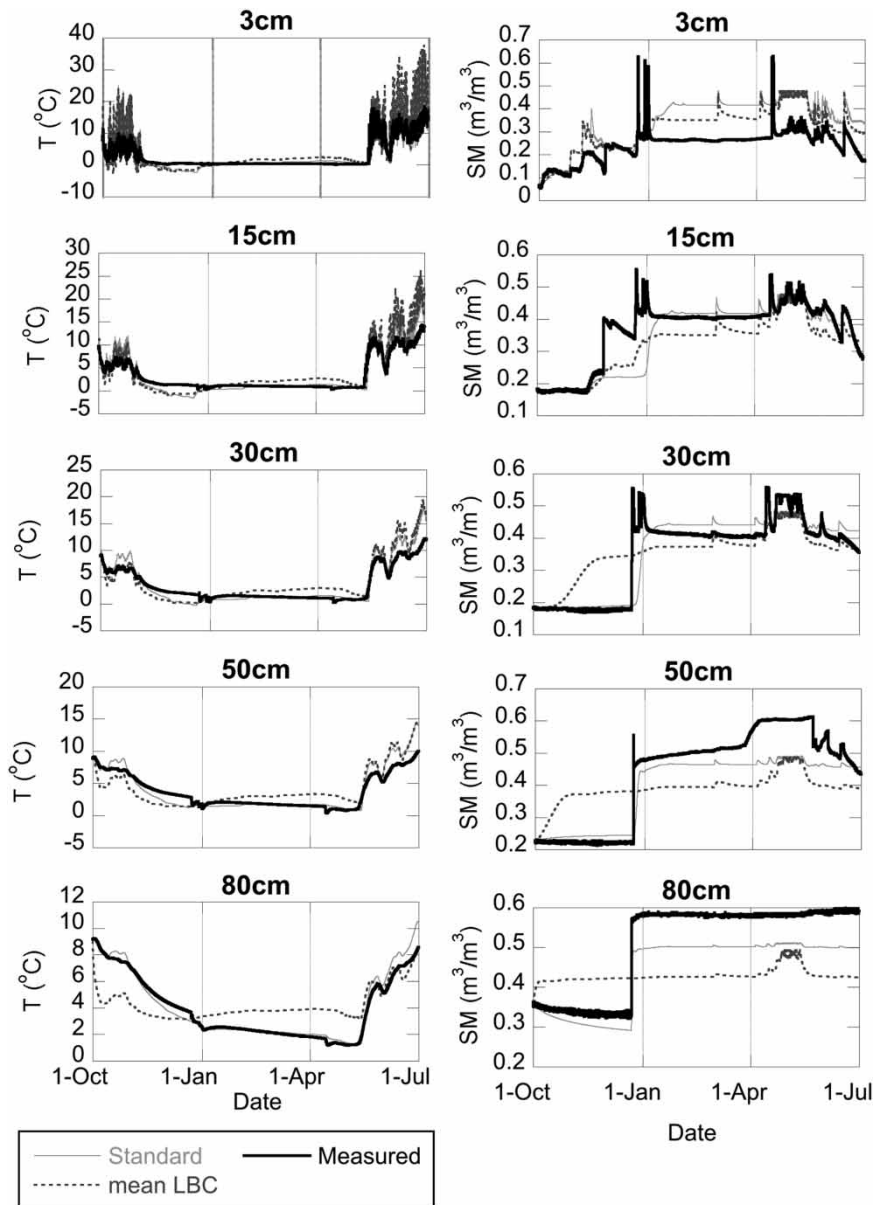 3cm
T (°C)
40
30
20
10
0
-10
3cm
SM (m³/m³)
0.7
0.6
0.5
0.4
0.3
0.2
0.1
0
15cm
T (°C)
30
25
20
15
10
5
0
-5
15cm
SM (m³/m³)
0.6
0.5
0.4
0.3
0.2
0.1
30cm
T (°C)
25
20
15
10
5
0
-5
30cm
SM (m³/m³)
0.6
0.5
0.4
0.3
0.2
0.1
50cm
T (°C)
20
15
10
5
0
-5
50cm
SM (m³/m³)
0.7
0.6
0.5
0.4
0.3
0.2
80cm
T (°C)
12
10
8
6
4
2
0
1-Oct 1-Jan 1-Apr 1-Jul
Date
80cm
SM (m³/m³)
0.6
0.5
0.4
0.3
0.2
1-Oct 1-Jan 1-Apr 1-Jul
Date
Standard Measured
mean LBC